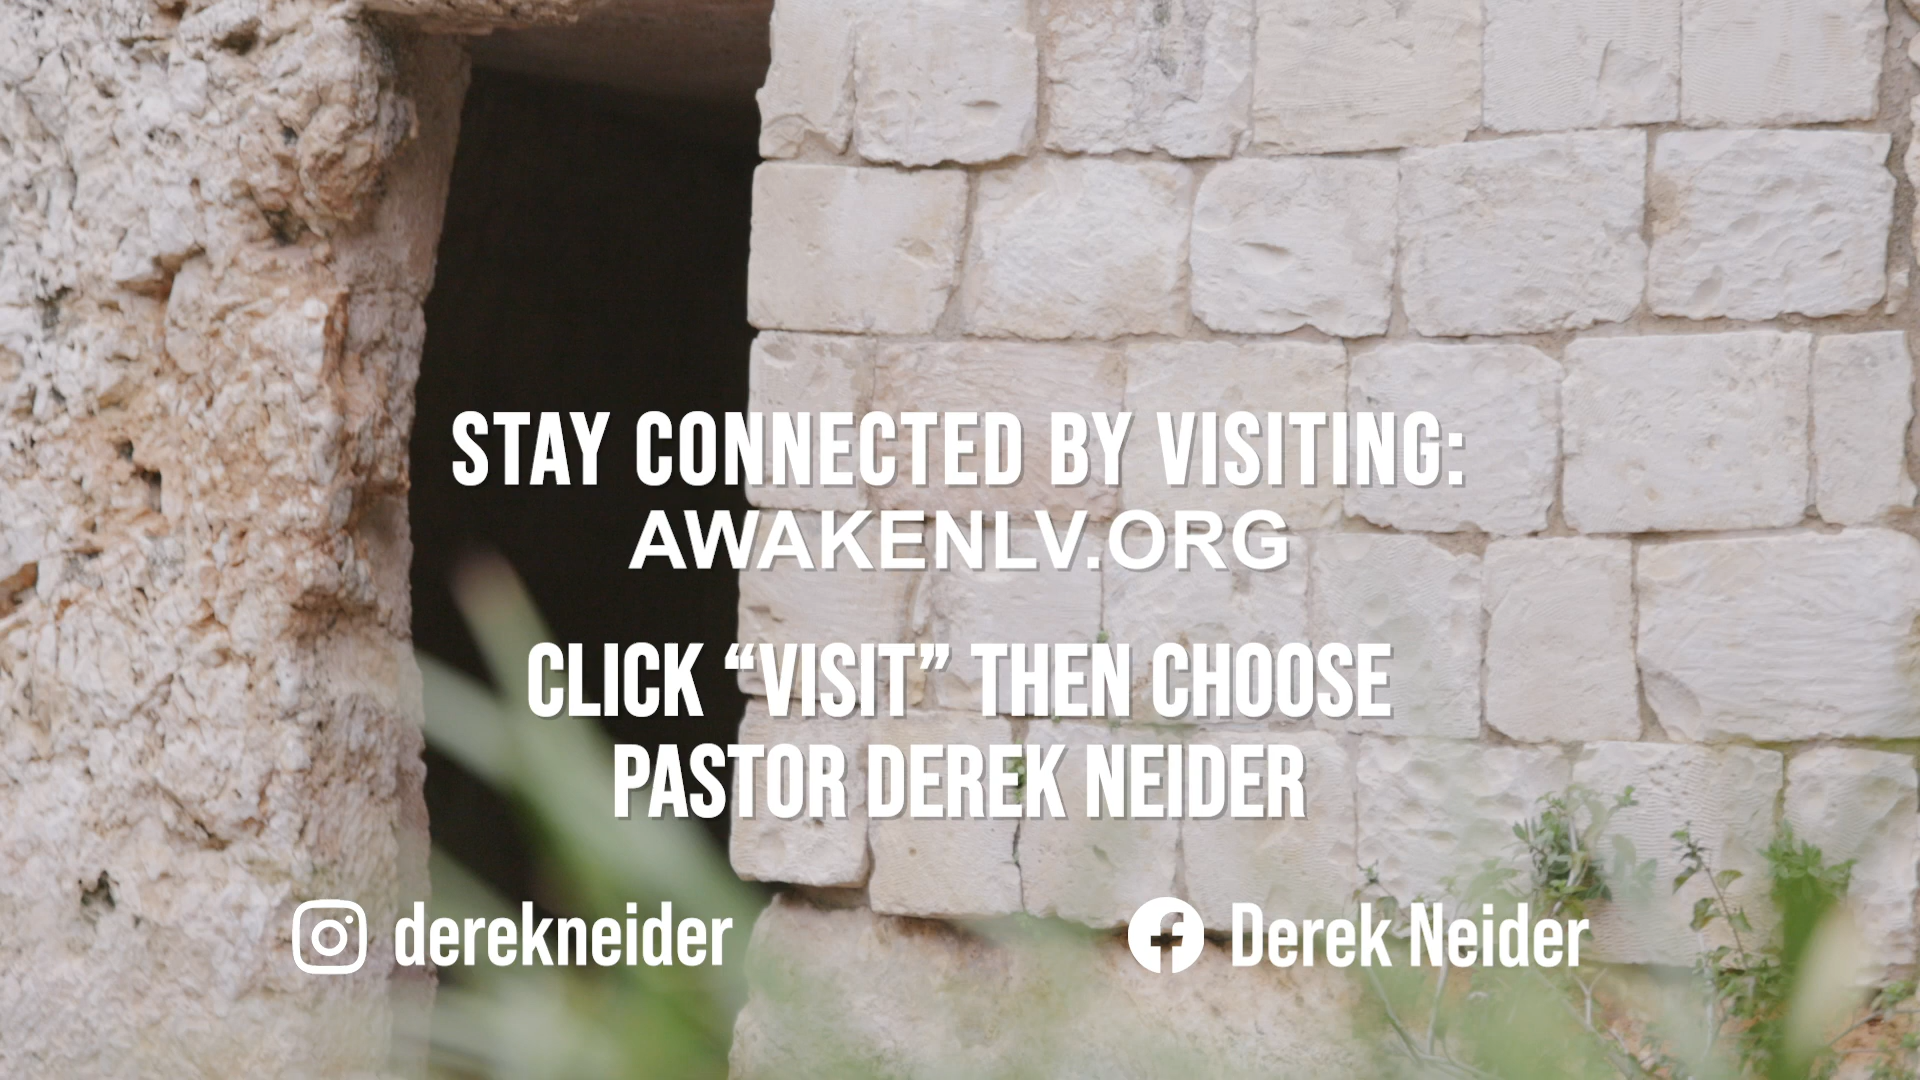 STAY CONNECTED BY VISITING:
AWAKENLV.ORG
CLICK “VISIT” THEN CHOOSE
PASTOR DEREK NEIDER
derekneider
Derek Neider